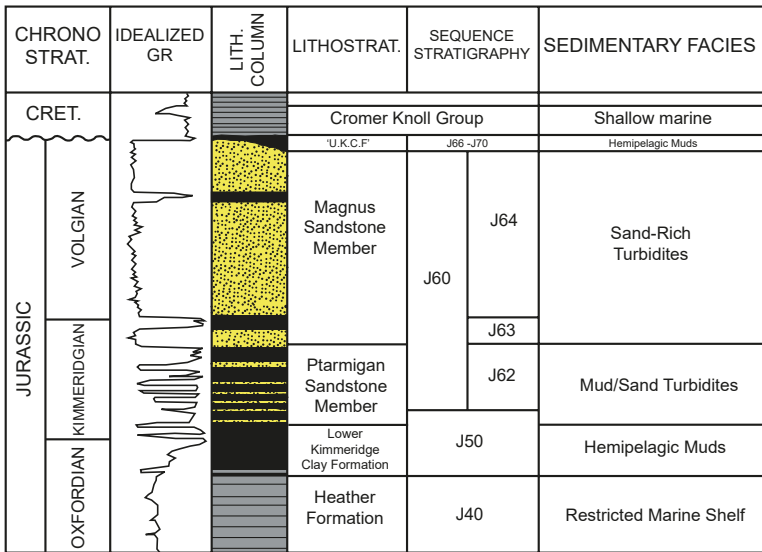 CHRONO
STRAT.
IDEALIZED
GR
LITH.
COLUMN
LITHOSTRAT.
SEQUENCE
STRATIGRAPHY
SEDIMENTARY FACIES
CRET.
Cromer Knoll Group
Shallow marine
'U.K.C.F'
J66 -J70
Hemipelagic Muds
JURASSIC
VOLGIAN
Magnus
Sandstone
Member
J60
J64
Sand-Rich
Turbidites
KIMMERIDGIAN
J63
Ptarmigan
Sandstone
Member
J62
Mud/Sand Turbidites
Lower
Kimmeridge
Clay Formation
J50
Hemipelagic Muds
OXFORDIAN
Heather
Formation
J40
Restricted Marine Shelf